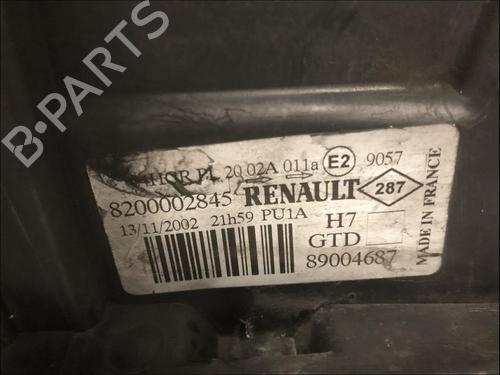 B-PARTS
PL 20 02A 011a E2 9057
8200002845 RENAULT 287
13/11/2002 21h59 PU1A H7
GTD
89004687
MADE IN FRANCE